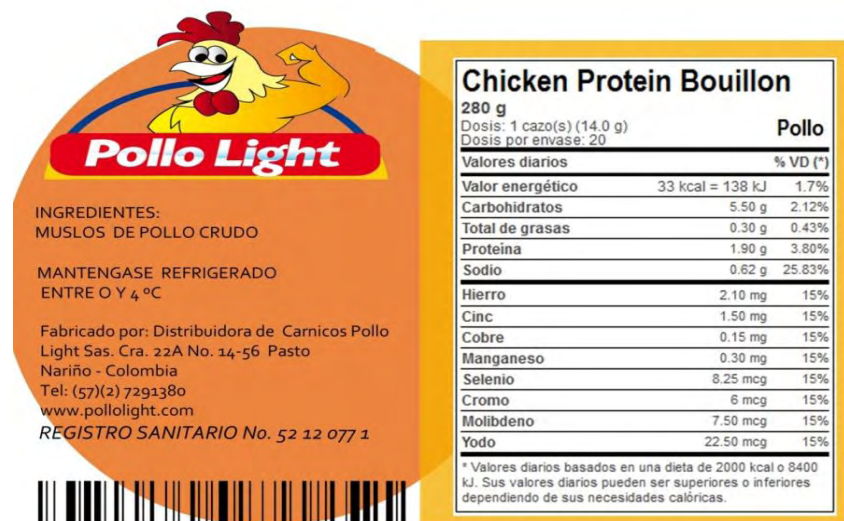 Pollo Light
INGREDIENTES:
MUSLOS DE POLLO CRUDO
MANTENGASE REFRIGERADO
ENTRE O Y 4 ºC
Fabricado por: Distribuidora de Carnicos Pollo
Light Sas. Cra. 22A No. 14-56 Pasto
Nariño - Colombia
Tel: (57)(2) 7291380
www.pollolight.com
REGISTRO SANITARIO No. 52 12 077 1
Chicken Protein Bouillon
280 g
Dosis: 1 cazo(s) (14.0 g)
Dosis por envase: 20
Pollo
Valores diarios % VD (*)
Valor energético 33 kcal = 138 kJ 1.7%
Carbohidratos 5.50 g 2.12%
Total de grasas 0.30 g 0.43%
Proteína 1.90 g 3.80%
Sodio 0.62 g 25.83%
Hierro 2.10 mg 15%
Cinc 1.50 mg 15%
Cobre 0.15 mg 15%
Manganeso 0.30 mg 15%
Selenio 8.25 mcg 15%
Cromo 6 mcg 15%
Molibdeno 7.50 mcg 15%
Yodo 22.50 mcg 15%
* Valores diarios basados en una dieta de 2000 kcal o 8400
kJ. Sus valores diarios pueden ser superiores o inferiores
dependiendo de sus necesidades calóricas.